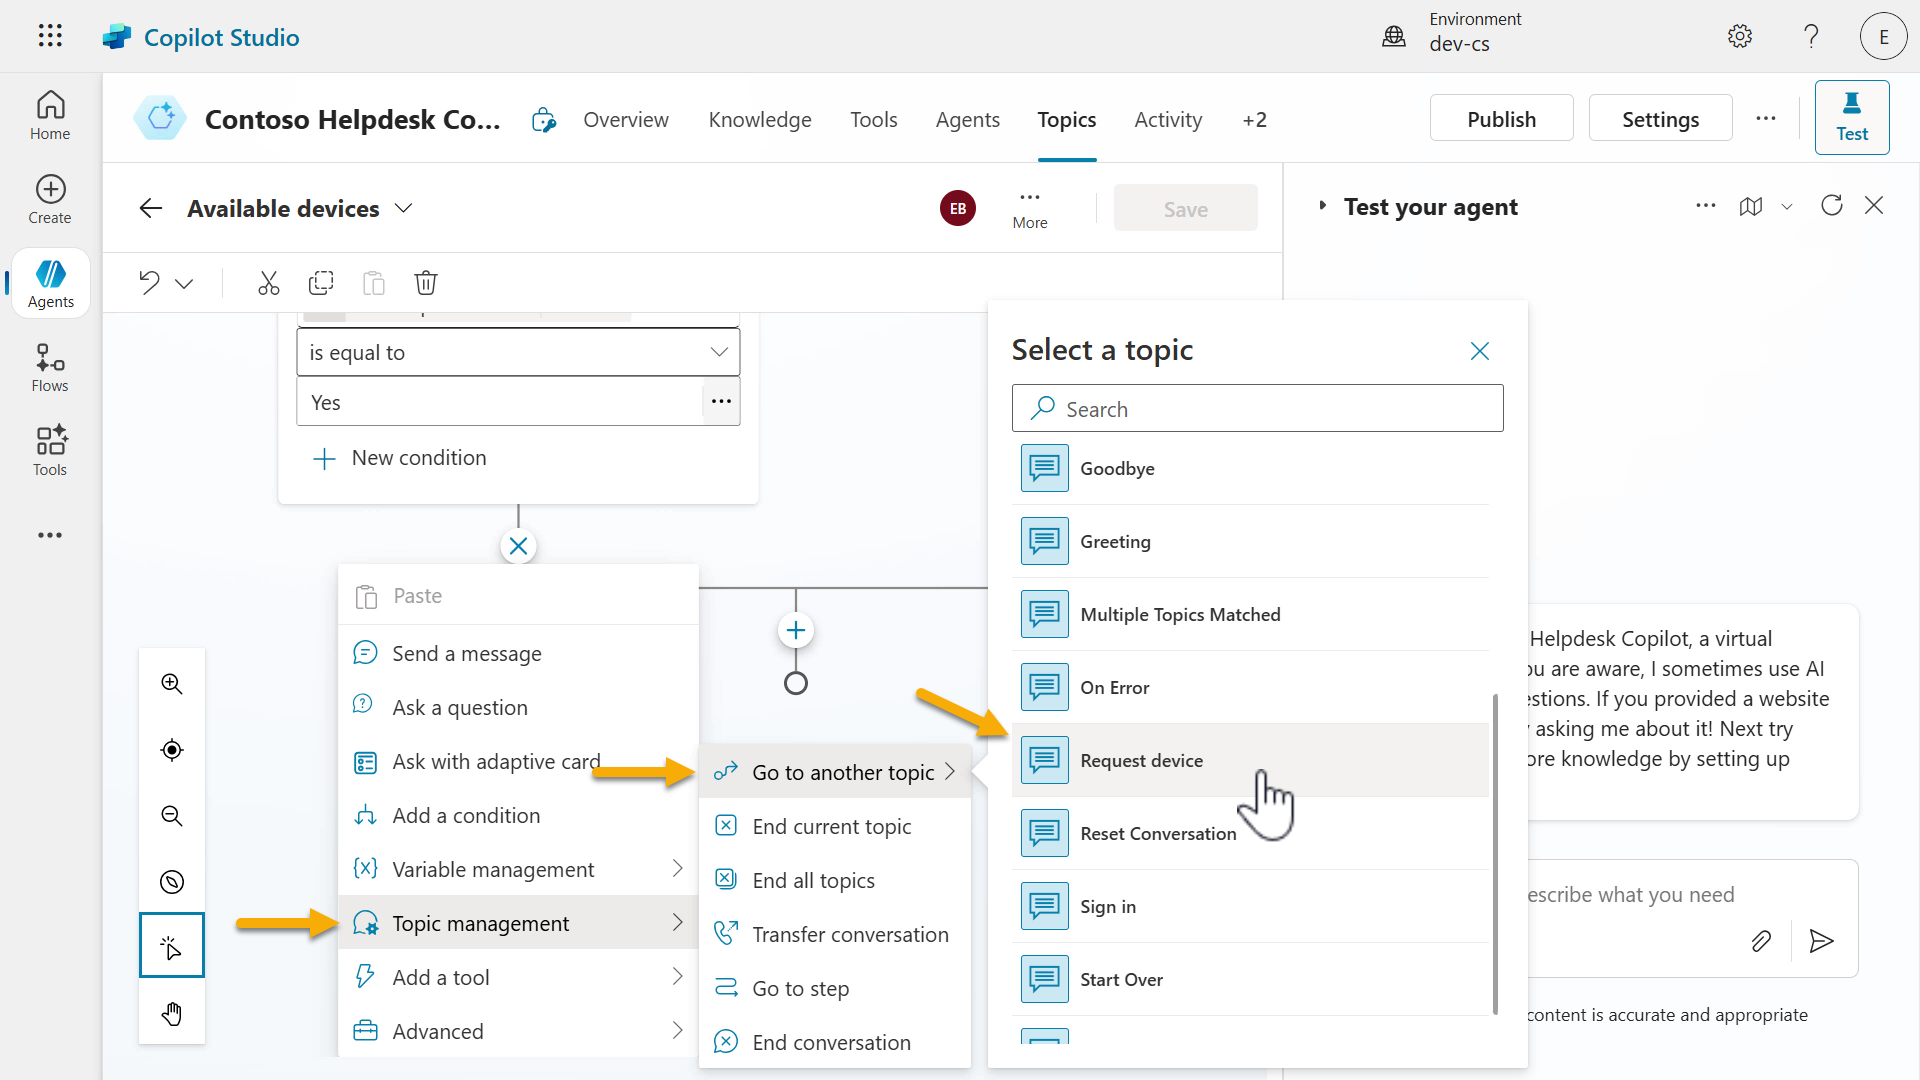 Copilot Studio
Environment
dev-cs
?
E
Home
Create
Agents
Flows
Tools
Contoso Helpdesk Co...
Overview
Knowledge
Tools
Agents
Topics
Activity
+2
Publish
Settings
Test
Available devices
EB
More
Save
is equal to
Yes
New condition
Paste
Send a message
Ask a question
Ask with adaptive card
Add a condition
Variable management
Topic management
Add a tool
Advanced
Go to another topic
End current topic
End all topics
Transfer conversation
Go to step
End conversation
Select a topic
Search
Goodbye
Greeting
Multiple Topics Matched
On Error
Request device
Reset Conversation
Sign in
Start Over
Test your agent
Helpdesk Copilot, a virtual
are aware, I sometimes use AI
If you provided a website
asking me about it! Next try
knowledge by setting up
what you need
content is accurate and appropriate